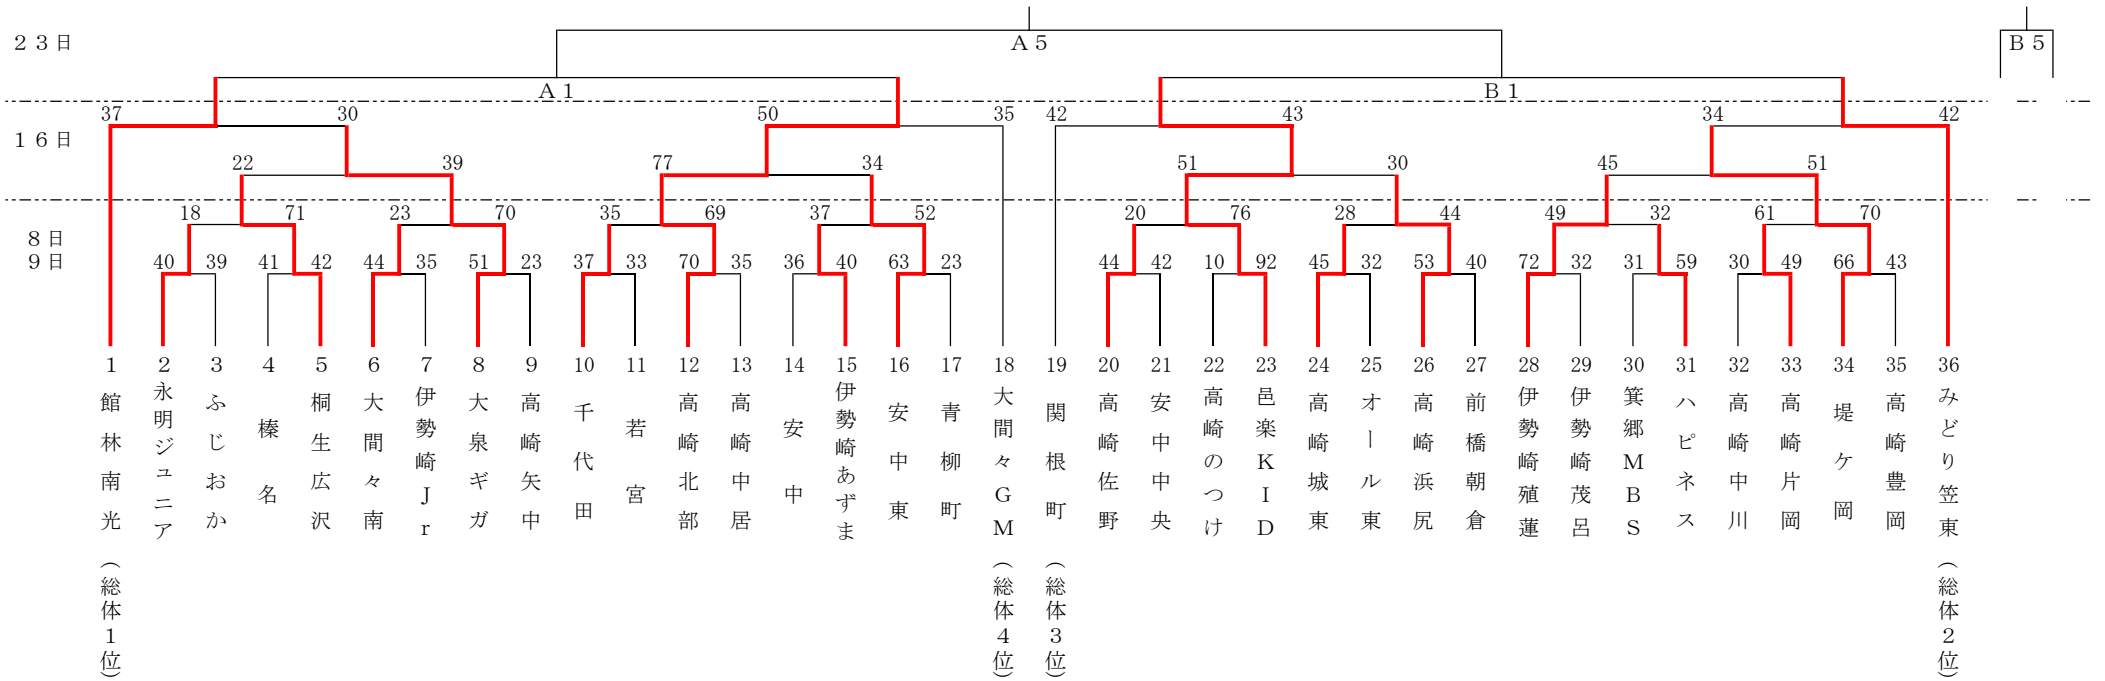 ２３日
Ａ５
Ｂ５
Ａ１
Ｂ１
37 30 50 35 42 43 34 42
１６日
22 39 77 34 51 30 45 51
18 71 23 70 35 69 37 52 20 76 28 44 49 32 61 70
８日
９日
40 39 41 42 44 35 51 23 37 33 70 35 36 40 63 23 44 42 10 92 45 32 53 40 72 32 31 59 30 49 66 43
1 2 3 4 5 6 7 8 9 10 11 12 13 14 15 16 17 18 19 20 21 22 23 24 25 26 27 28 29 30 31 32 33 34 35 36
館林南光（総体１位）
永明ジュニア
ふじおか
榛名
桐生広沢
大間々南
伊勢崎Ｊｒ
大泉ギガ
高崎矢中
千代田
若宮
高崎北部
高崎中居
安中
伊勢崎あずま
安中東
青柳町
大間々ＧＭ（総体４位）
関根町（総体３位）
高崎佐野
安中中央
高崎のつけ
邑楽ＫＩＤ
高崎城東
オール東
高崎浜尻
前橋朝倉
伊勢崎殖蓮
伊勢崎茂呂
箕郷ＭＢＳ
ハピネス
高崎中川
高崎片岡
堤ケ岡
高崎豊岡
みどり笠東（総体２位）